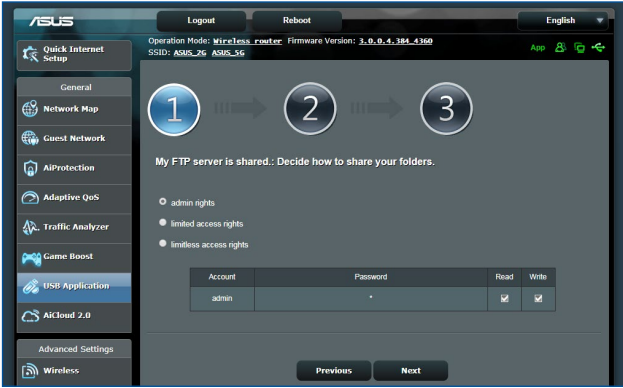 ASUS
Logout
Reboot
English
Operation Mode: Wireless router Firmware Version: 3.0.0.4.384_4360
SSID: ASUS_2G ASUS_5G
App
Quick Internet
Setup
General
Network Map
Guest Network
AiProtection
Adaptive QoS
Traffic Analyzer
Game Boost
USB Application
AiCloud 2.0
Advanced Settings
Wireless
1
2
3
My FTP server is shared.: Decide how to share your folders.
admin rights
limited access rights
limitless access rights
Account Password Read Write
admin *
Previous Next